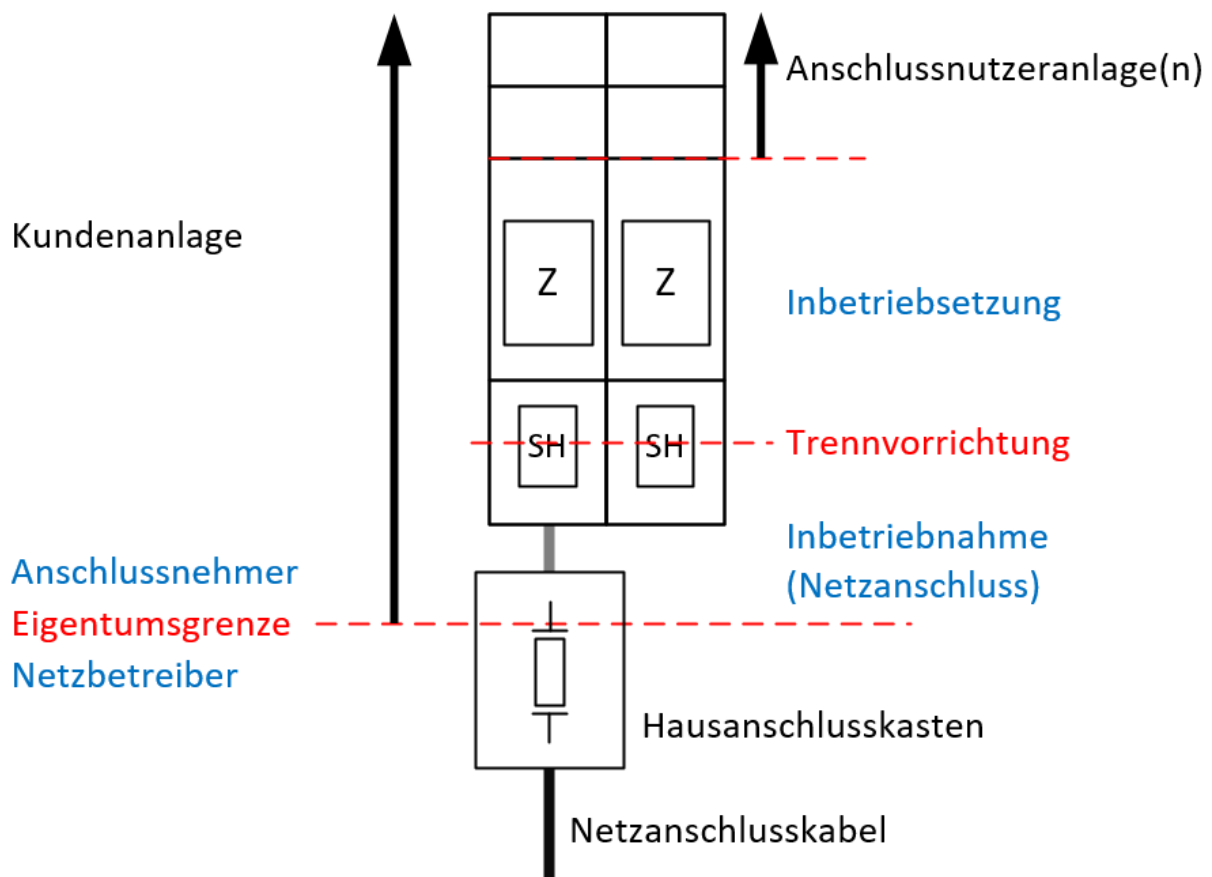 Anschlussnutzeranlage(n)
Kundenanlage
Z
Z
Inbetriebsetzung
SH
SH
Trennvorrichtung
Inbetriebnahme
(Netzanschluss)
Anschlussnehmer
Eigentumsgrenze
Netzbetreiber
Hausanschlusskasten
Netzanschlusskabel